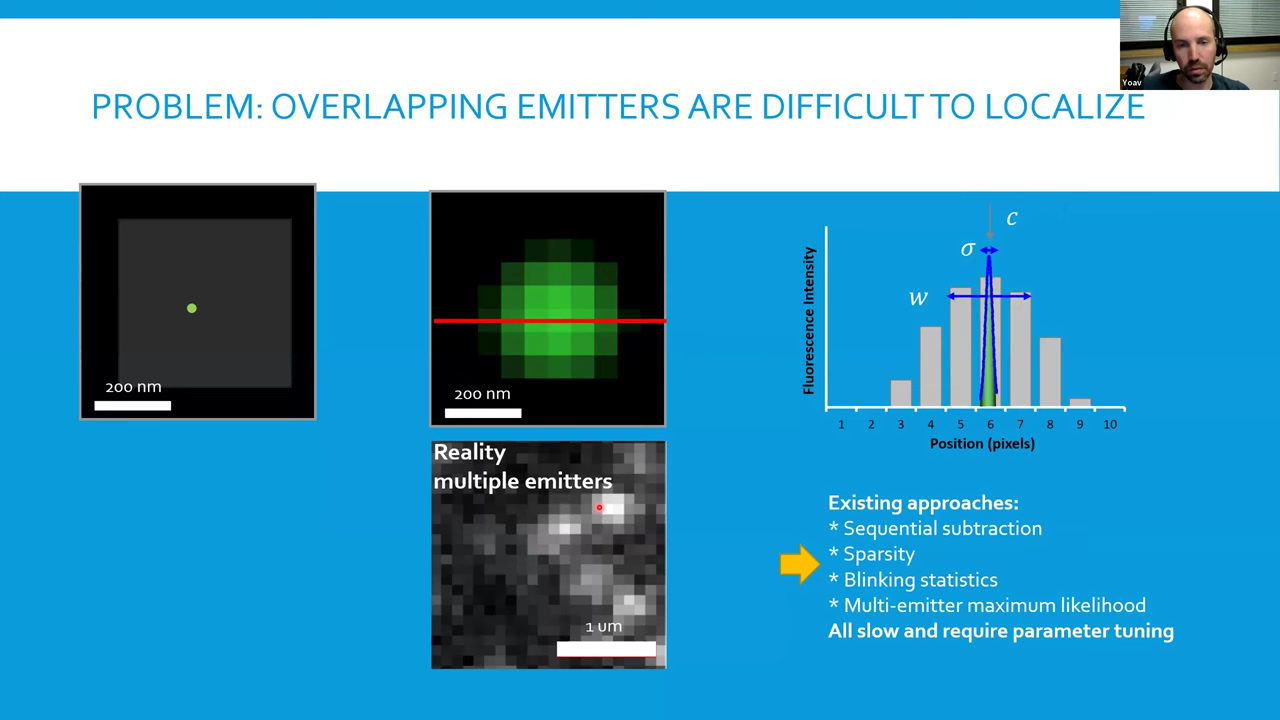 Yoav
PROBLEM: OVERLAPPING EMITTERS ARE DIFFICULT TO LOCALIZE
200 nm
200 nm
Reality
multiple emitters
1 um
c
σ
w
Fluorescence Intensity
1 2 3 4 5 6 7 8 9 10
Position (pixels)
Existing approaches:
* Sequential subtraction
* Sparsity
* Blinking statistics
* Multi-emitter maximum likelihood
All slow and require parameter tuning